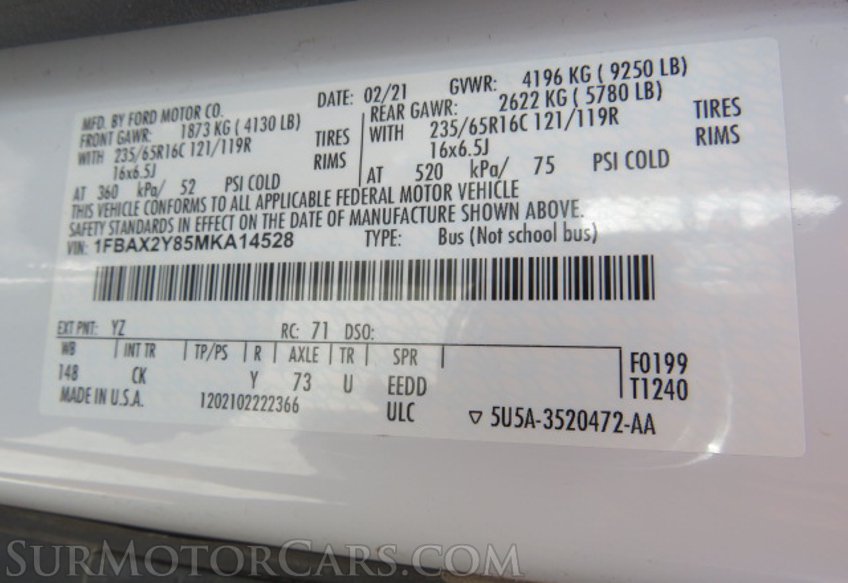 MFD. BY FORD MOTOR CO. DATE: 02/21 GVWR: 4196 KG ( 9250 LB)
FRONT GAWR: 1873 KG ( 4130 LB) REAR GAWR: 2622 KG ( 5780 LB)
WITH 235/65R16C 121/119R TIRES WITH 235/65R16C 121/119R TIRES
16x6.5J RIMS 16x6.5J RIMS
AT 360 kPa/ 52 PSI COLD AT 520 kPa/ 75 PSI COLD
THIS VEHICLE CONFORMS TO ALL APPLICABLE FEDERAL MOTOR VEHICLE
SAFETY STANDARDS IN EFFECT ON THE DATE OF MANUFACTURE SHOWN ABOVE.
VIN: 1FBAX2Y85MKA14528 TYPE: Bus (Not school bus)
EXT PNT: YZ RC: 71 DSO:
WB INT TR TP/PS R AXLE TR SPR F0199
148 CK Y 73 U EEDD T1240
MADE IN U.S.A. 1202102222366 ULC ▽ 5U5A-3520472-AA
SURMOTORCARS.COM